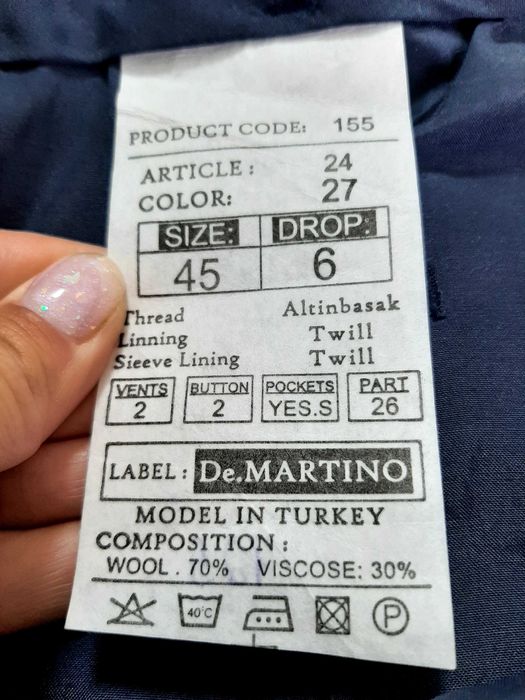 PRODUCT CODE: 155
ARTICLE : 24
COLOR: 27
SIZE: DROP:
45 6
Thread Altinbasak
Linning Twill
Sieeve Lining Twill
VENTS BUTTON POCKETS PART
2 2 YES.S 26
LABEL : De.MARTINO
MODEL IN TURKEY
COMPOSITION :
WOOL . 70% VISCOSE: 30%
40°C P